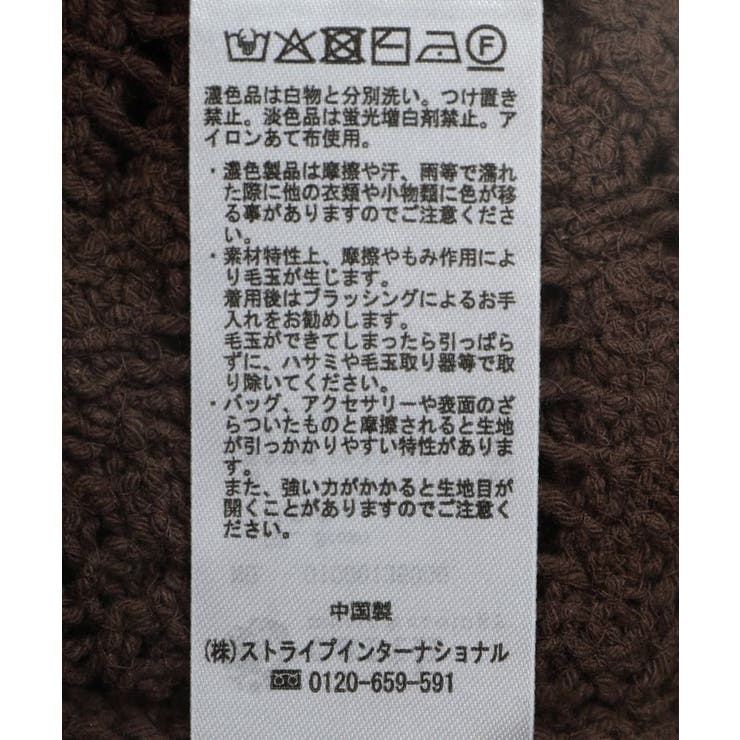 F
濃色品は白物と分別洗い。つけ置き
禁止。淡色品は蛍光増白剤禁止。ア
イロンあて布使用。
・濃色製品は摩擦や汗、雨等で濡れ
た際に他の衣類や小物類に色が移
る事がありますのでご注意くださ
い。
・素材特性上、摩擦やもみ作用によ
り毛玉が生じます。
着用後はブラッシングによるお手
入れをお勧めします。
毛玉ができてしまったら引っぱら
ずに、ハサミや毛玉取り器等で取
り除いてください。
・バッグ、アクセサリーや表面のざ
らついたものと摩擦されると生地
が引っかかりやすい特性がありま
す。
また、強い力がかかると生地目が
開くことがありますのでご注意く
ださい。
中国製
(株)ストライプインターナショナル
0120-659-591